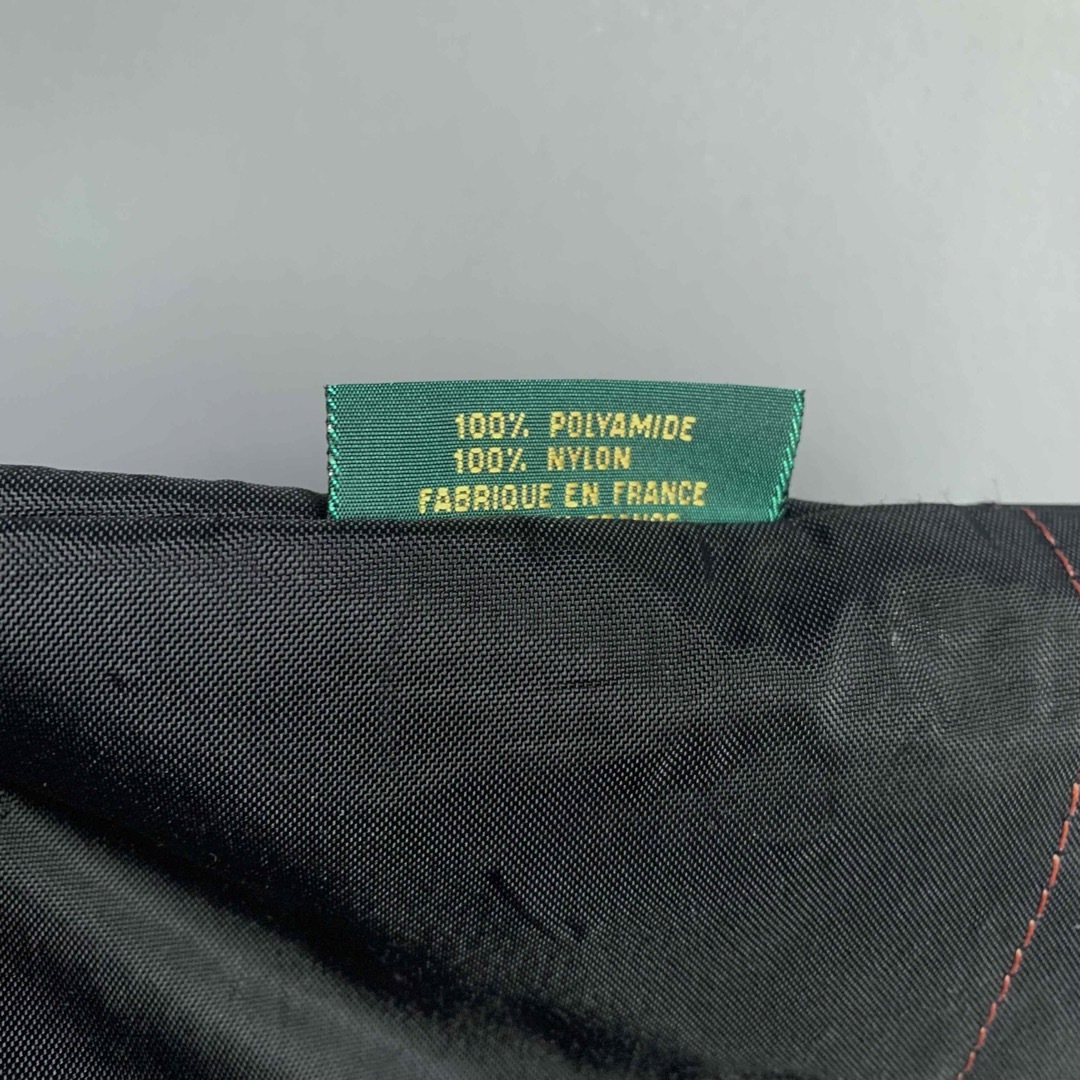 100% POLYAMIDE
100% NYLON
FABRIQUE EN FRANCE